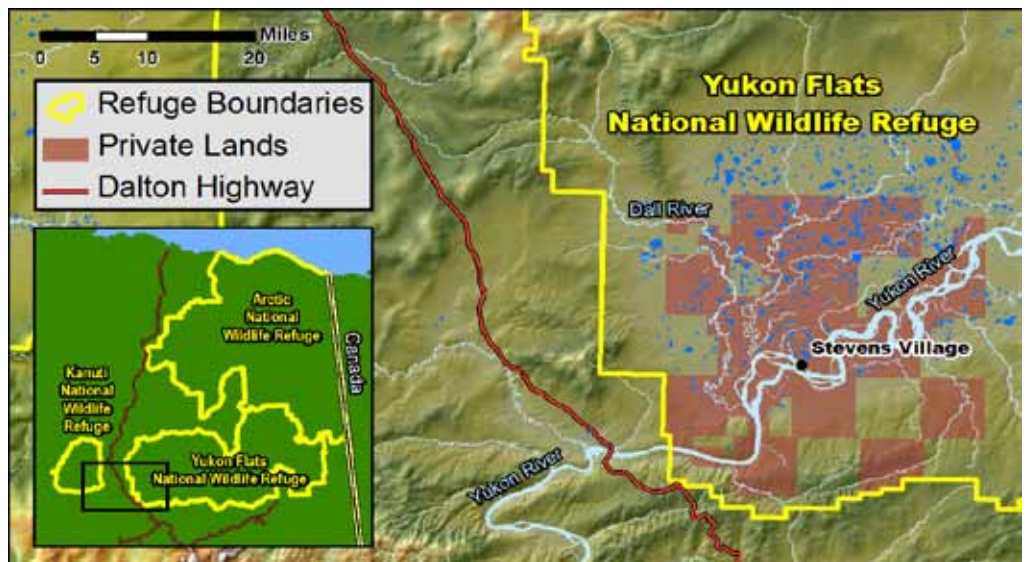 Miles
0 5 10 20
Refuge Boundaries
Private Lands
Dalton Highway
Yukon Flats
National Wildlife Refuge
Dall River
Yukon River
Stevens Village
Yukon River
Arctic
National
Wildlife Refuge
Canada
Kanuti
National
Wildlife
Refuge
Yukon Flats
National Wildlife Refuge